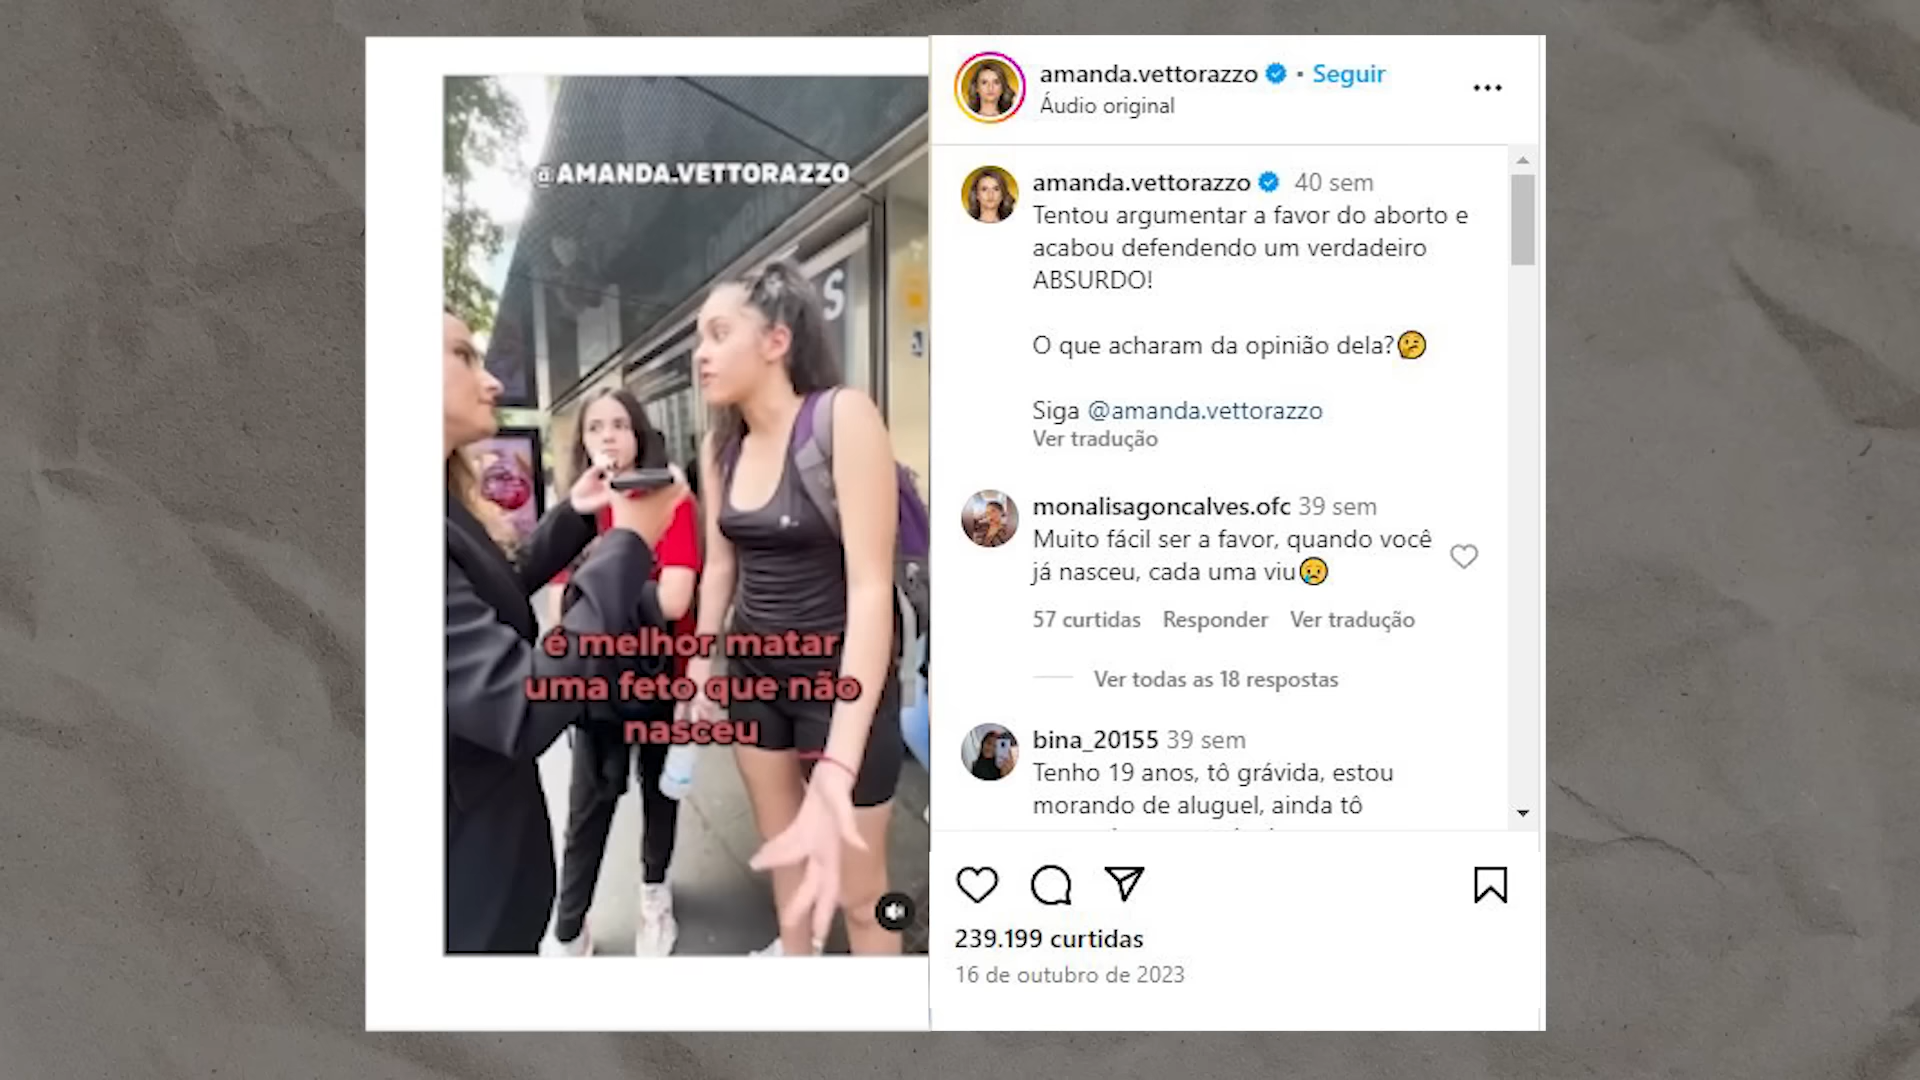 @AMANDA.VETTORAZZO
S
é melhor matar
uma feto que não
nasceu
amanda.vettorazzo • Seguir
Áudio original
amanda.vettorazzo 40 sem
Tentou argumentar a favor do aborto e
acabou defendendo um verdadeiro
ABSURDO!
O que acharam da opinião dela?🤔
Siga @amanda.vettorazzo
Ver tradução
monalisagoncalves.ofc 39 sem
Muito fácil ser a favor, quando você
já nasceu, cada uma viu😢
57 curtidas Responder Ver tradução
Ver todas as 18 respostas
bina_20155 39 sem
Tenho 19 anos, tô grávida, estou
morando de aluguel, ainda tô
239.199 curtidas
16 de outubro de 2023